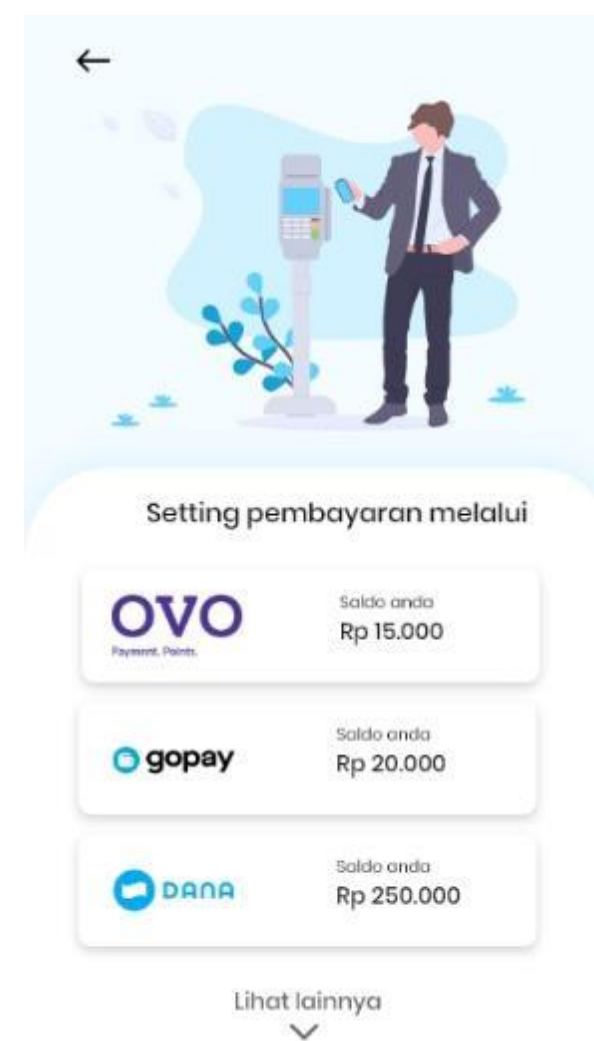 Setting pembayaran melalui
OVO
Payment. Points.
Saldo anda
Rp 15.000
gopay
Saldo anda
Rp 20.000
DANA
Saldo anda
Rp 250.000
Lihat lainnya